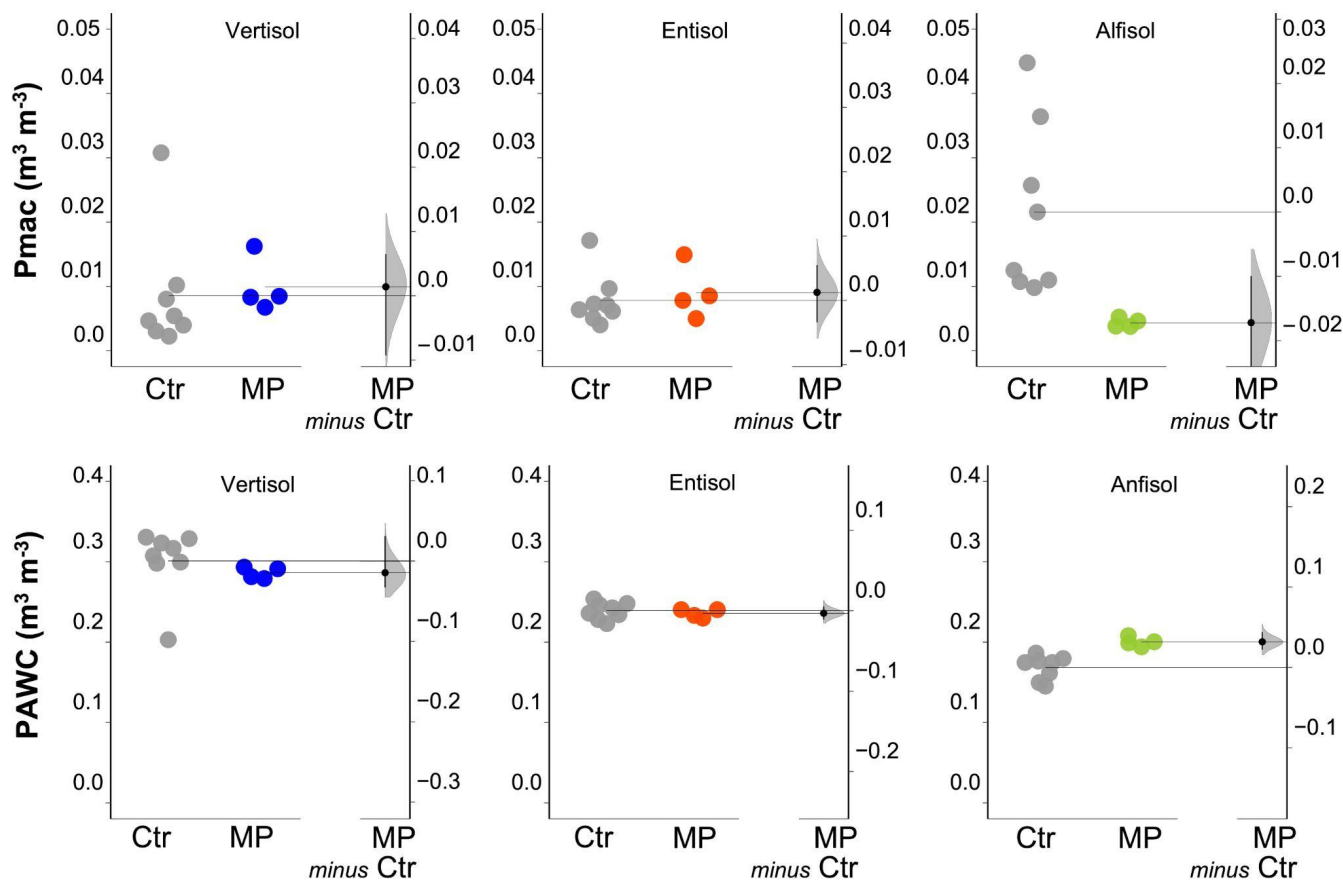 Pmac (m³ m⁻³)
Vertisol
0.05
0.04
0.03
0.02
0.01
0.0
0.04
0.03
0.02
0.01
0.0
−0.01
Ctr
MP
MP
minus Ctr
Entisol
0.05
0.04
0.03
0.02
0.01
0.0
0.04
0.03
0.02
0.01
0.0
−0.01
Ctr
MP
MP
minus Ctr
Alfisol
0.05
0.04
0.03
0.02
0.01
0.0
0.03
0.02
0.01
0.0
−0.01
−0.02
Ctr
MP
MP
minus Ctr
PAWC (m³ m⁻³)
Vertisol
0.4
0.3
0.2
0.1
0.0
0.1
0.0
−0.1
−0.2
−0.3
Ctr
MP
MP
minus Ctr
Entisol
0.4
0.3
0.2
0.1
0.0
0.1
0.0
−0.1
−0.2
Ctr
MP
MP
minus Ctr
Anfisol
0.4
0.3
0.2
0.1
0.0
0.2
0.1
0.0
−0.1
Ctr
MP
MP
minus Ctr